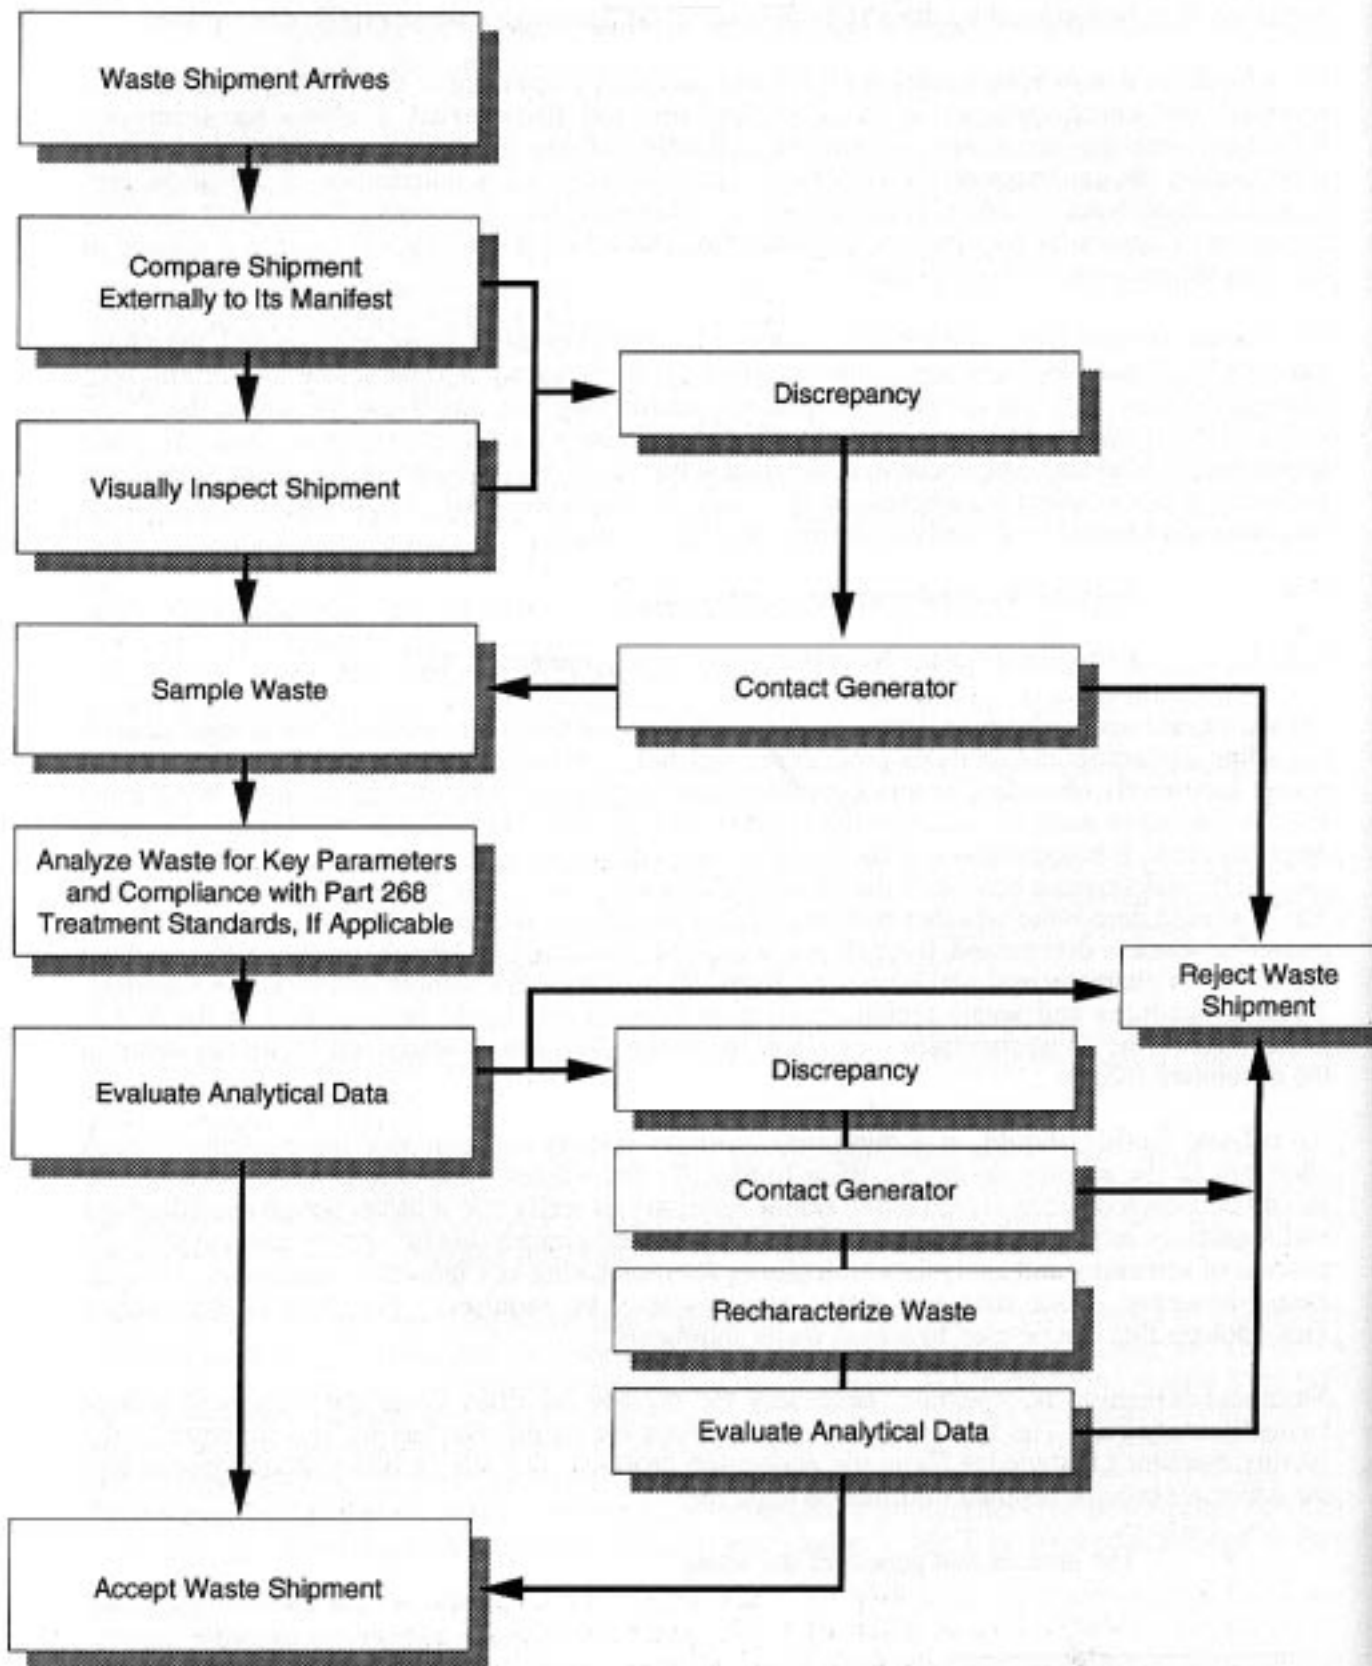 Waste Shipment Arrives
Compare Shipment
Externally to Its Manifest
Discrepancy
Visually Inspect Shipment
Sample Waste
Contact Generator
Analyze Waste for Key Parameters
and Compliance with Part 268
Treatment Standards, If Applicable
Reject Waste
Shipment
Evaluate Analytical Data
Discrepancy
Contact Generator
Recharacterize Waste
Evaluate Analytical Data
Accept Waste Shipment